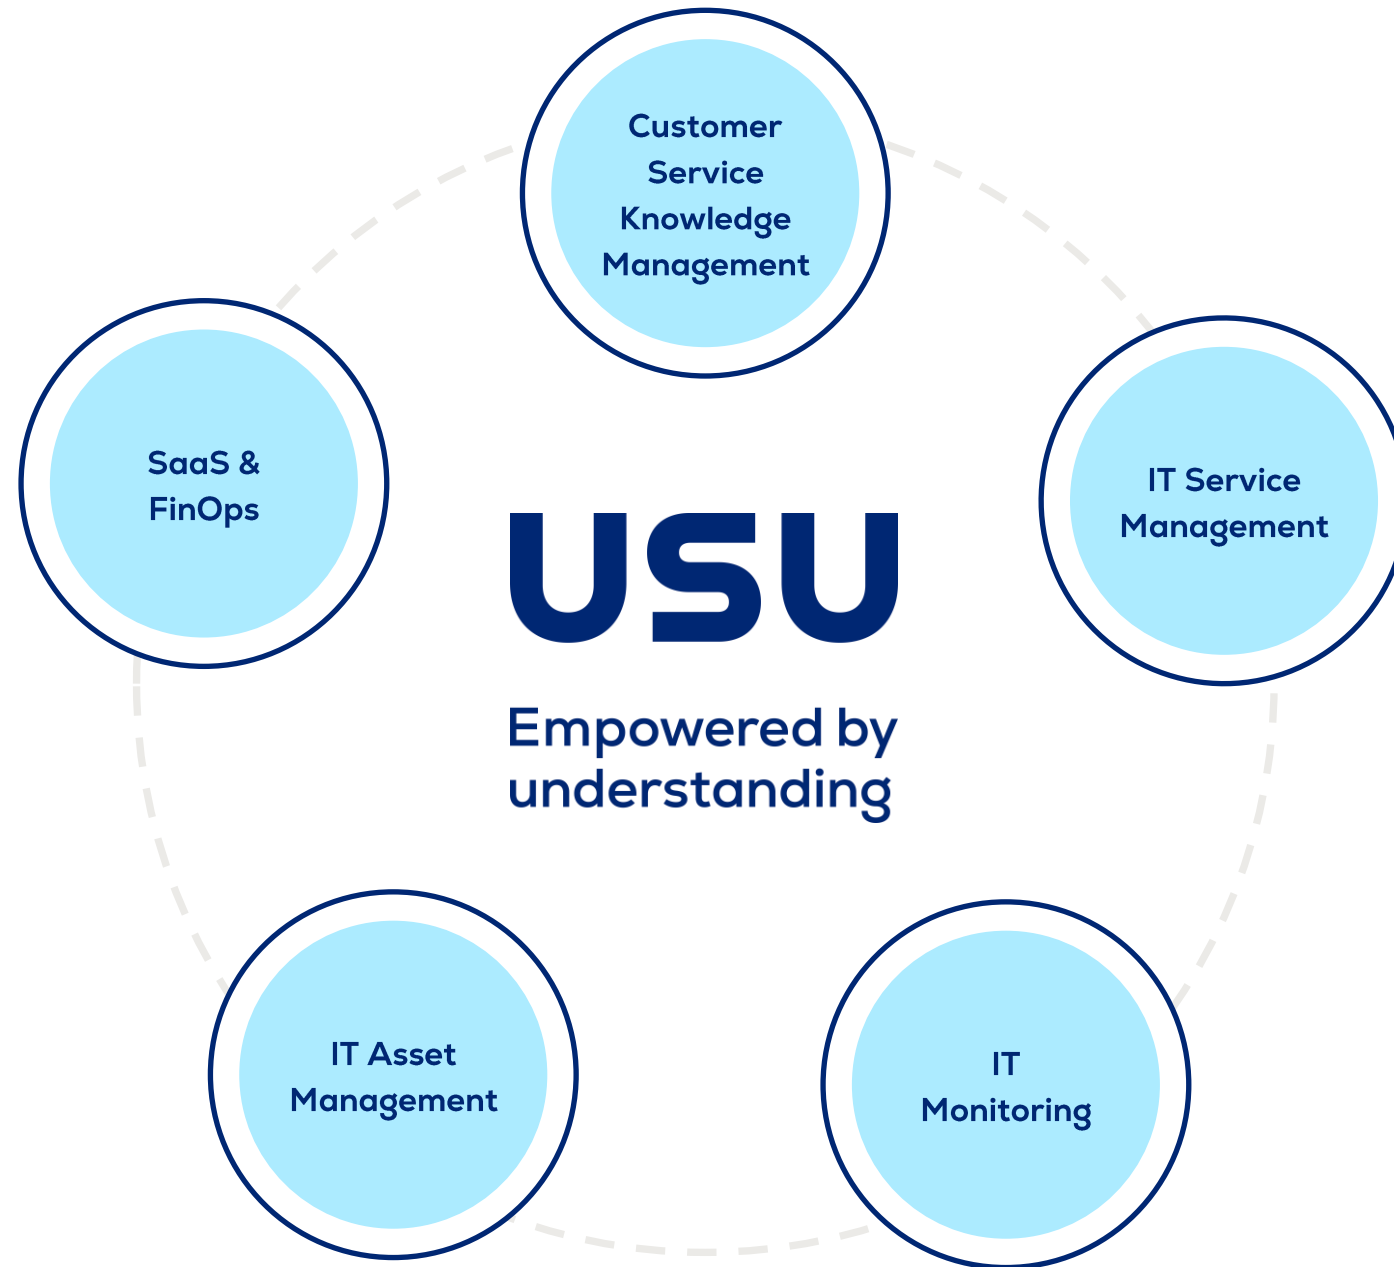 Customer
Service
Knowledge
Management
SaaS &
FinOps
IT Service
Management
USU
Empowered by
understanding
IT Asset
Management
IT
Monitoring